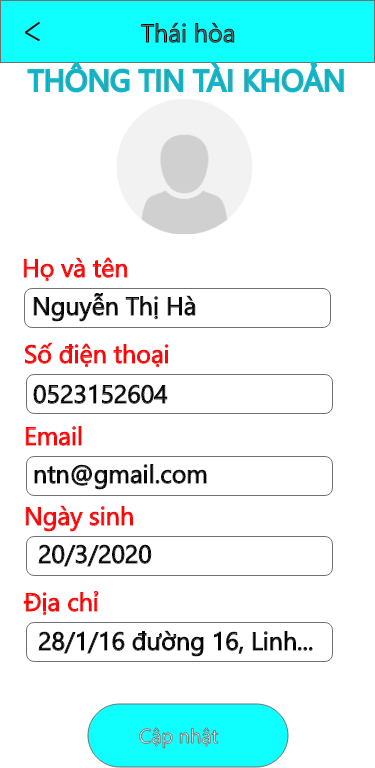 Thái hòa
THÔNG TIN TÀI KHOẢN
Họ và tên
Nguyễn Thị Hà
Số điện thoại
0523152604
Email
ntn@gmail.com
Ngày sinh
20/3/2020
Địa chỉ
28/1/16 đường 16, Linh...
Cập nhật